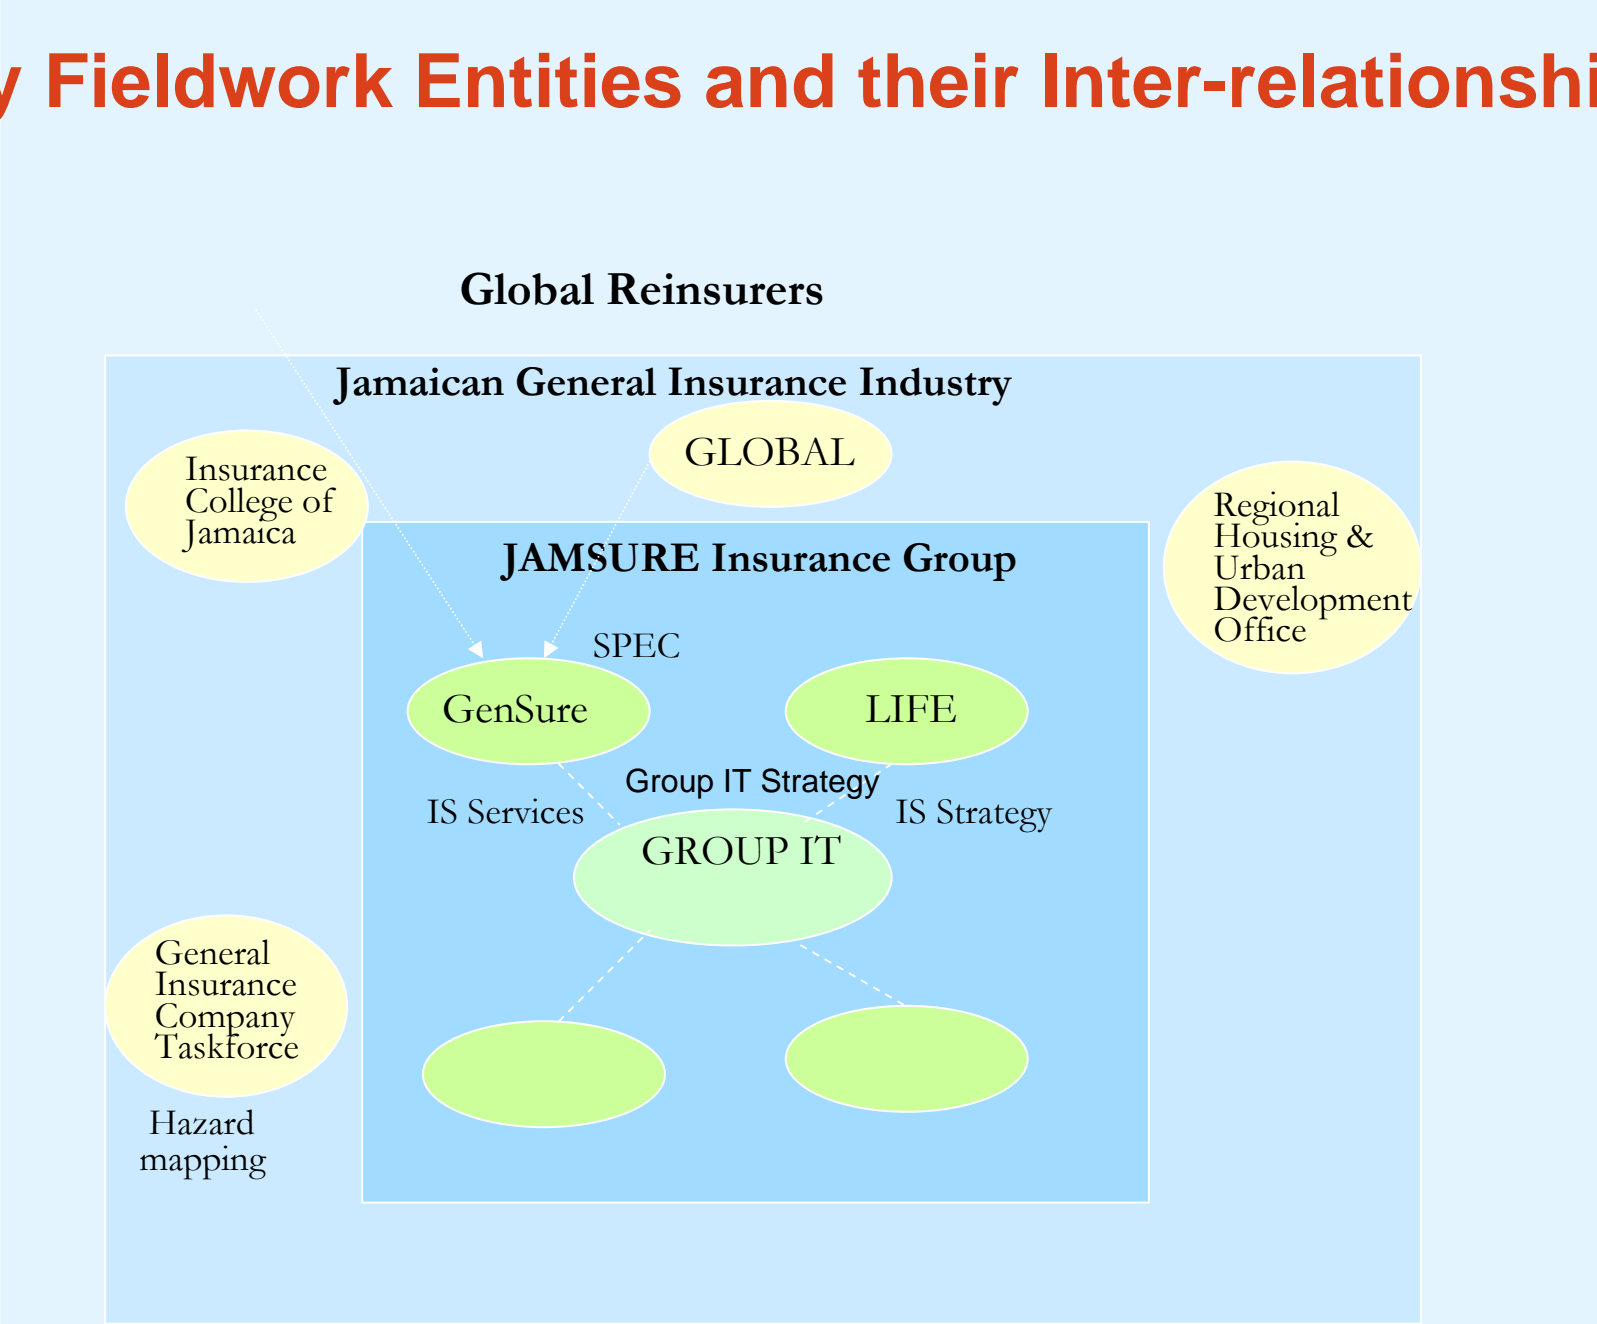 y Fieldwork Entities and their Inter-relationshi
Global Reinsurers
Jamaican General Insurance Industry
GLOBAL
Insurance
College of
Jamaica
Regional
Housing &
Urban
Development
Office
JAMSURE Insurance Group
SPEC
GenSure
LIFE
Group IT Strategy
IS Services
IS Strategy
GROUP IT
General
Insurance
Company
Taskforce
Hazard
mapping